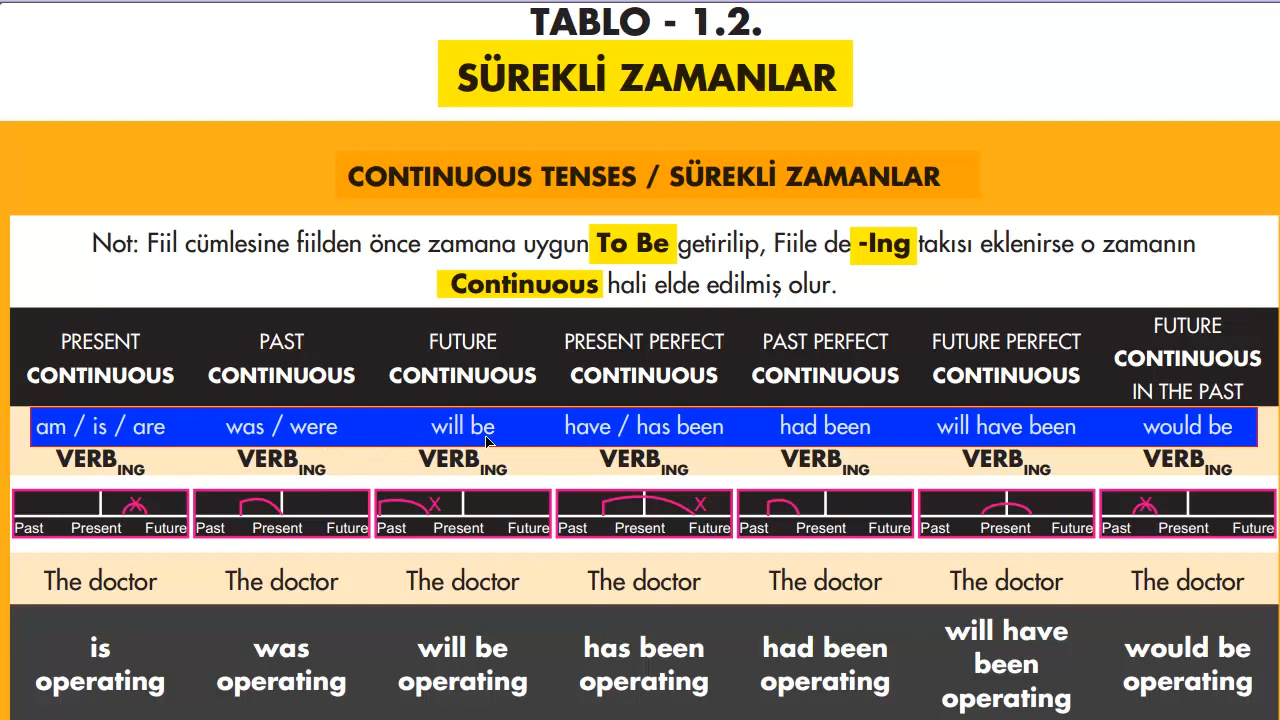 TABLO - 1.2.
SÜREKLİ ZAMANLAR
CONTINUOUS TENSES / SÜREKLİ ZAMANLAR
Not: Fiil cümlesine fiilden önce zamana uygun To Be getirilip, Fiile de -Ing takısı eklenirse o zamanın
Continuous hali elde edilmiş olur.
PRESENT CONTINUOUS PAST CONTINUOUS FUTURE CONTINUOUS PRESENT PERFECT CONTINUOUS PAST PERFECT CONTINUOUS FUTURE PERFECT CONTINUOUS FUTURE CONTINUOUS IN THE PAST
am / is / are was / were will be have / has been had been will have been would be
VERBING VERBING VERBING VERBING VERBING VERBING VERBING
X X X X
Past Present Future Past Present Future Past Present Future Past Present Future Past Present Future Past Present Future Past Present Future
The doctor The doctor The doctor The doctor The doctor The doctor The doctor
is operating was operating will be operating has been operating had been operating will have been operating would be operating